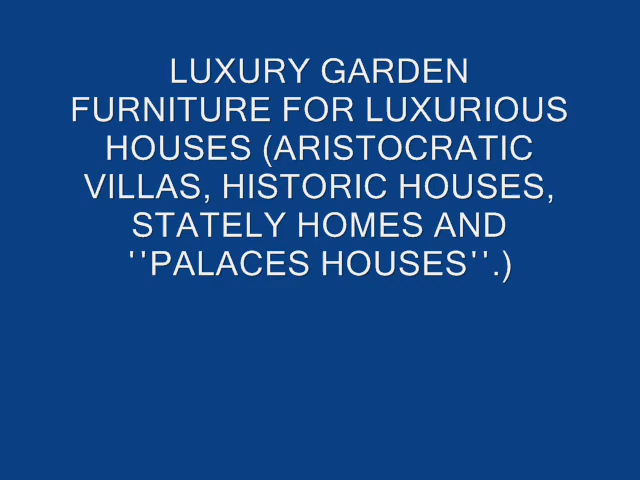 LUXURY GARDEN
FURNITURE FOR LUXURIOUS
HOUSES (ARISTOCRATIC
VILLAS, HISTORIC HOUSES,
STATELY HOMES AND
''PALACES HOUSES''.)